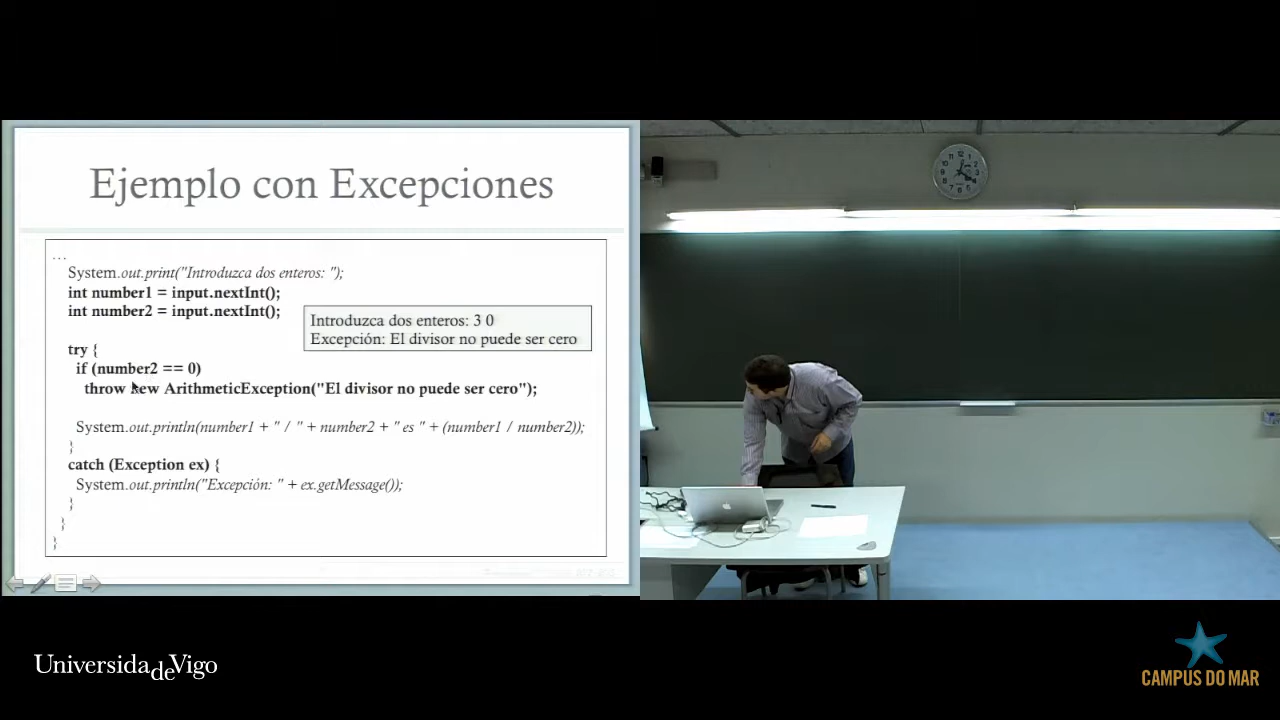 Ejemplo con Excepciones
...
System.out.print("Introduzca dos enteros: ");
int number1 = input.nextInt();
int number2 = input.nextInt();
Introduzca dos enteros: 3 0
Excepción: El divisor no puede ser cero
try {
if (number2 == 0)
throw new ArithmeticException("El divisor no puede ser cero");
System.out.println(number1 + " / " + number2 + " es " + (number1 / number2));
}
catch (Exception ex) {
System.out.println("Excepción: " + ex.getMessage());
}
}
}
UniversidadeVigo
CAMPUS DO MAR